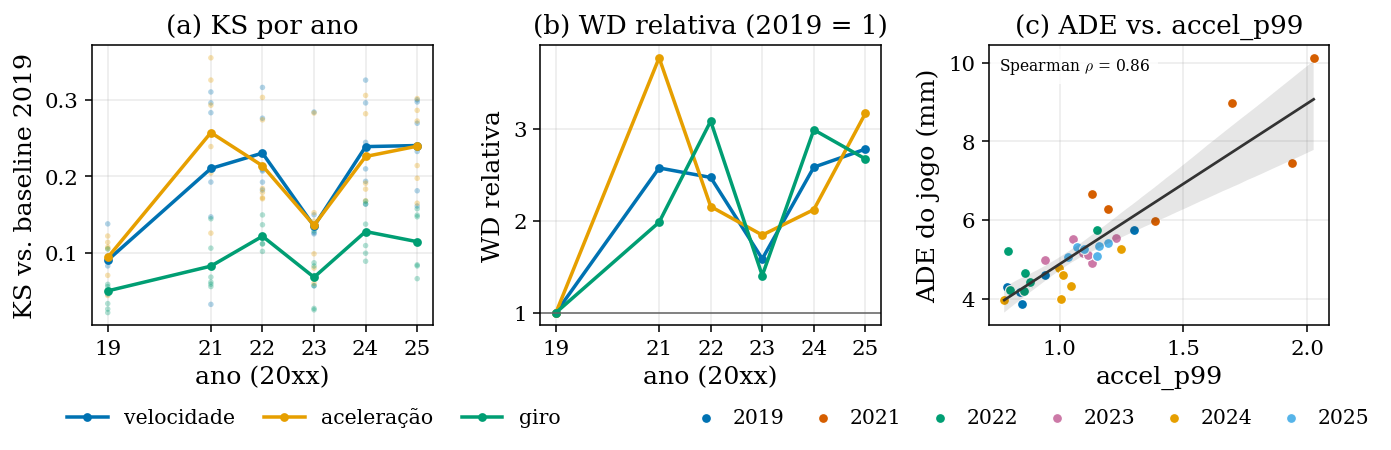 (a) KS por ano
KS vs. baseline 2019
0.3
0.2
0.1
19 21 22 23 24 25
ano (20xx)
(b) WD relativa (2019 = 1)
WD relativa
3
2
1
19 21 22 23 24 25
ano (20xx)
(c) ADE vs. accel_p99
Spearman ρ = 0.86
ADE do jogo (mm)
10
8
6
4
1.0 1.5 2.0
accel_p99
velocidade aceleração giro
2019 2021 2022 2023 2024 2025